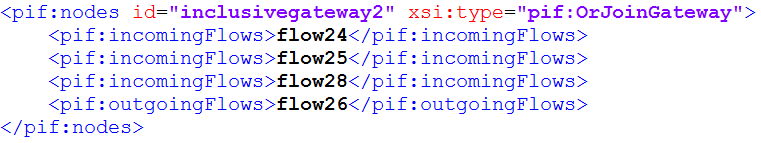 <pif:nodes id="inclusivegateway2" xsi:type="pif:OrJoinGateway">
    <pif:incomingFlows>flow24</pif:incomingFlows>
    <pif:incomingFlows>flow25</pif:incomingFlows>
    <pif:incomingFlows>flow28</pif:incomingFlows>
    <pif:outgoingFlows>flow26</pif:outgoingFlows>
</pif:nodes>